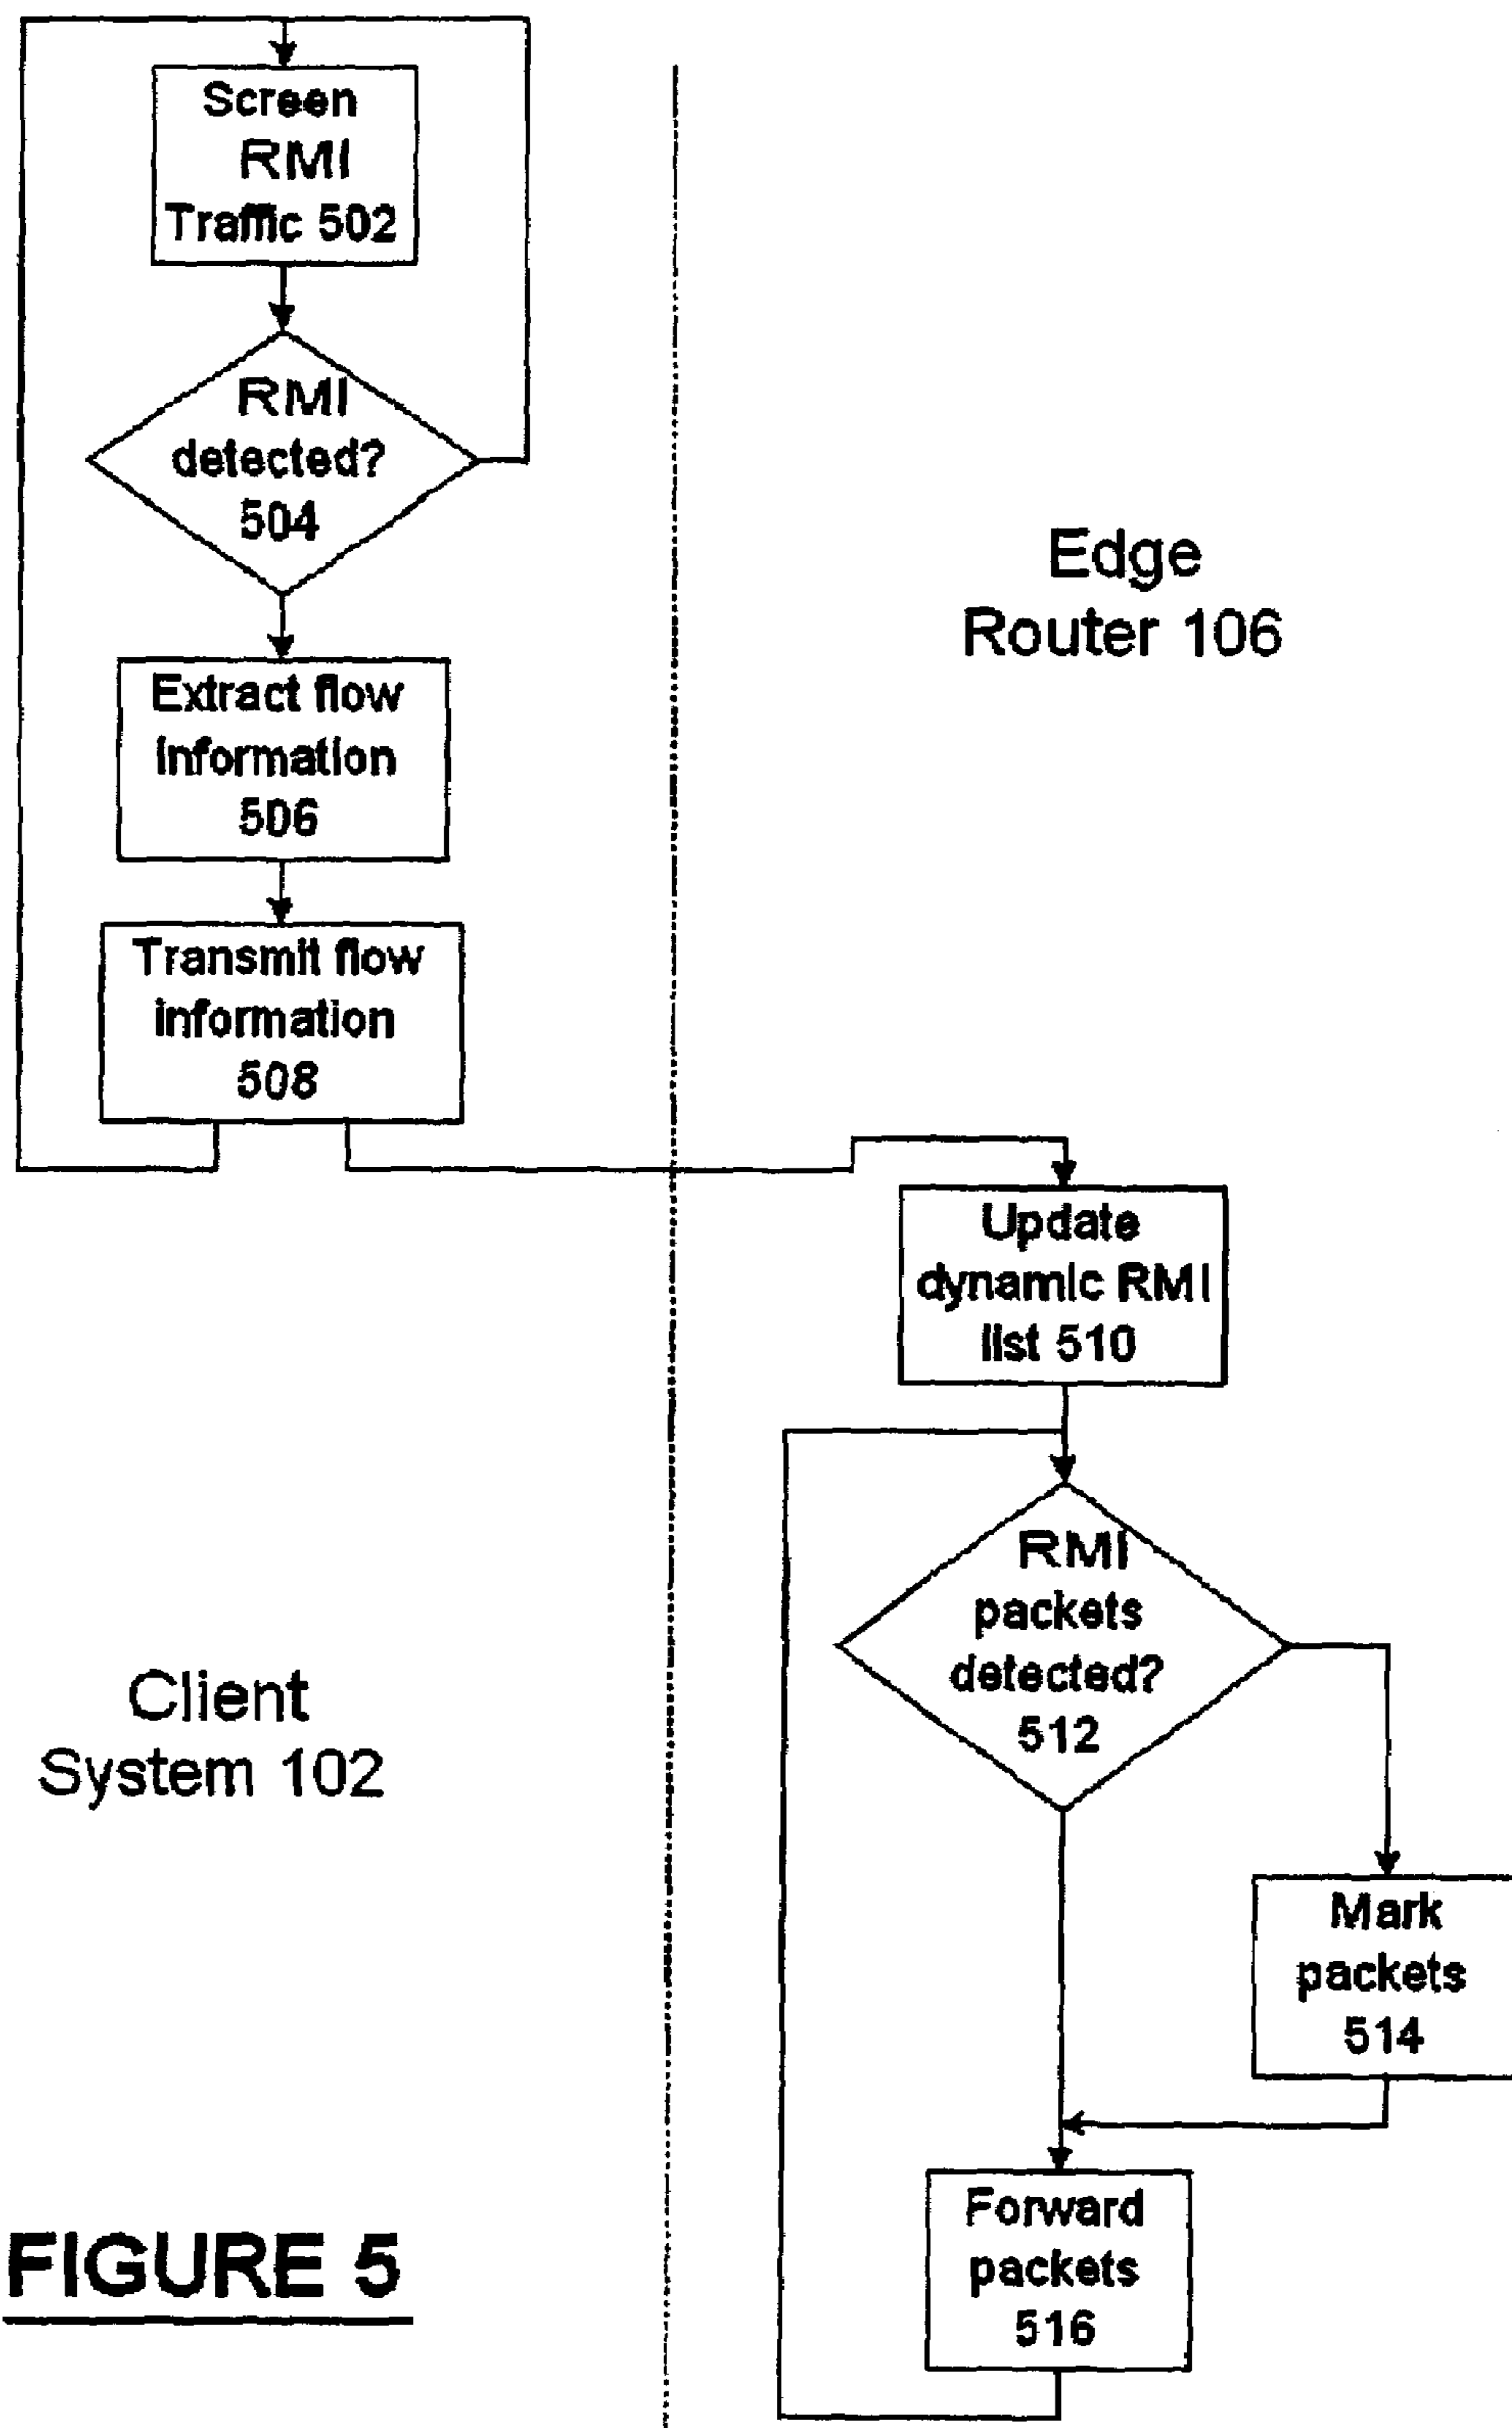 Screen
RMI
Traffic 502
RMI
detected?
504
Extract flow
information
506
Transmit flow
information
508
Edge
Router 106
Update
dynamic RMI
list 510
RMI
packets
detected?
512
Mark
packets
514
Forward
packets
516
Client
System 102
FIGURE 5